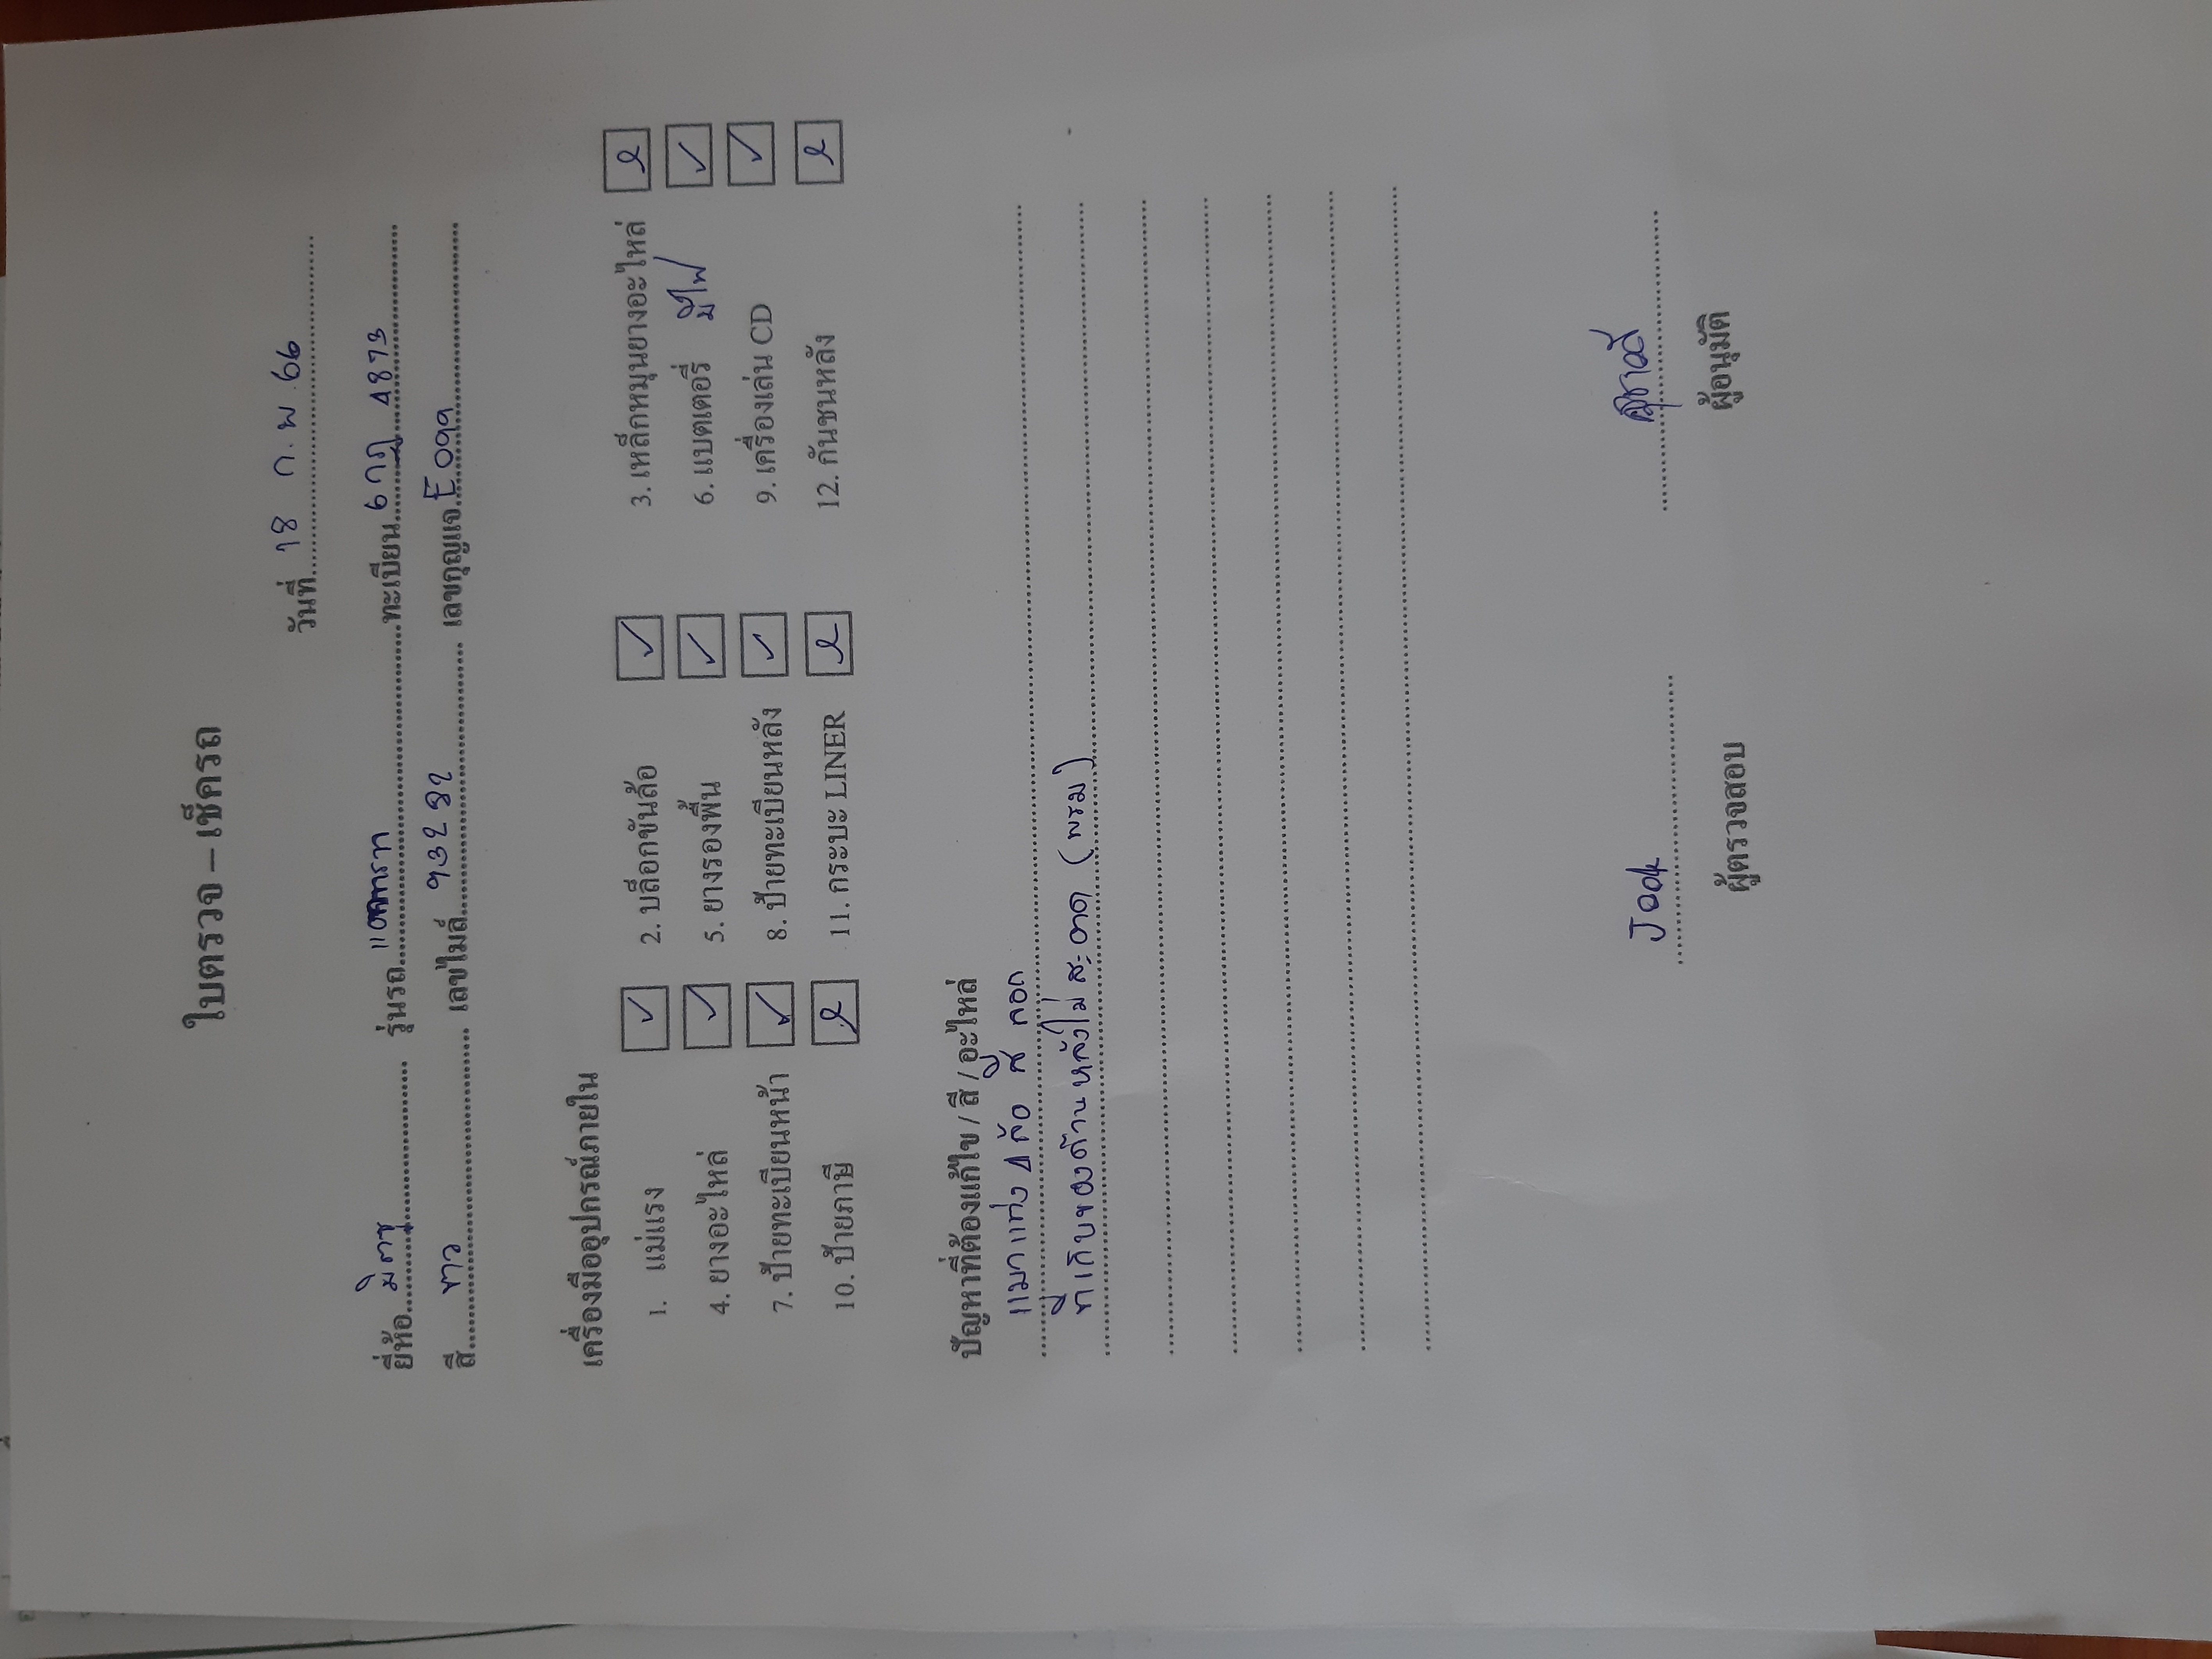 ใบตรวจ – เช็ครถ
วันที่ 18 ก.พ. 66
ยี่ห้อ มิตซู รุ่นรถ ทะเบียน 6กฎ 4873
สี ขาว เลขไมล์ 93292 เลขกุญแจ E099
เครื่องมืออุปกรณ์ภายใน
1. แม่แรง ✓ 2. บล็อกขันล้อ ✓ 3. เหล็กหมุนยางอะไหล่
4. ยางอะไหล่ ✓ 5. ยางรองพื้น ✓ 6. แบตเตอรี่ มีไฟ ✓
7. ป้ายทะเบียนหน้า ✓ 8. ป้ายทะเบียนหลัง ✓ 9. เครื่องเล่น CD ✓
10. ป้ายภาษี 11. กระบะ LINER 12. กันชนหลัง
ปัญหาที่ต้องแก้ไข / สี / อะไหล่
แมาแท่ง 4 ล้อ สี ถอก
ที่เก็บของด้านหลังไม่สะอาด (พรม)
Jook
ผู้ตรวจสอบ ผู้อนุมัติ